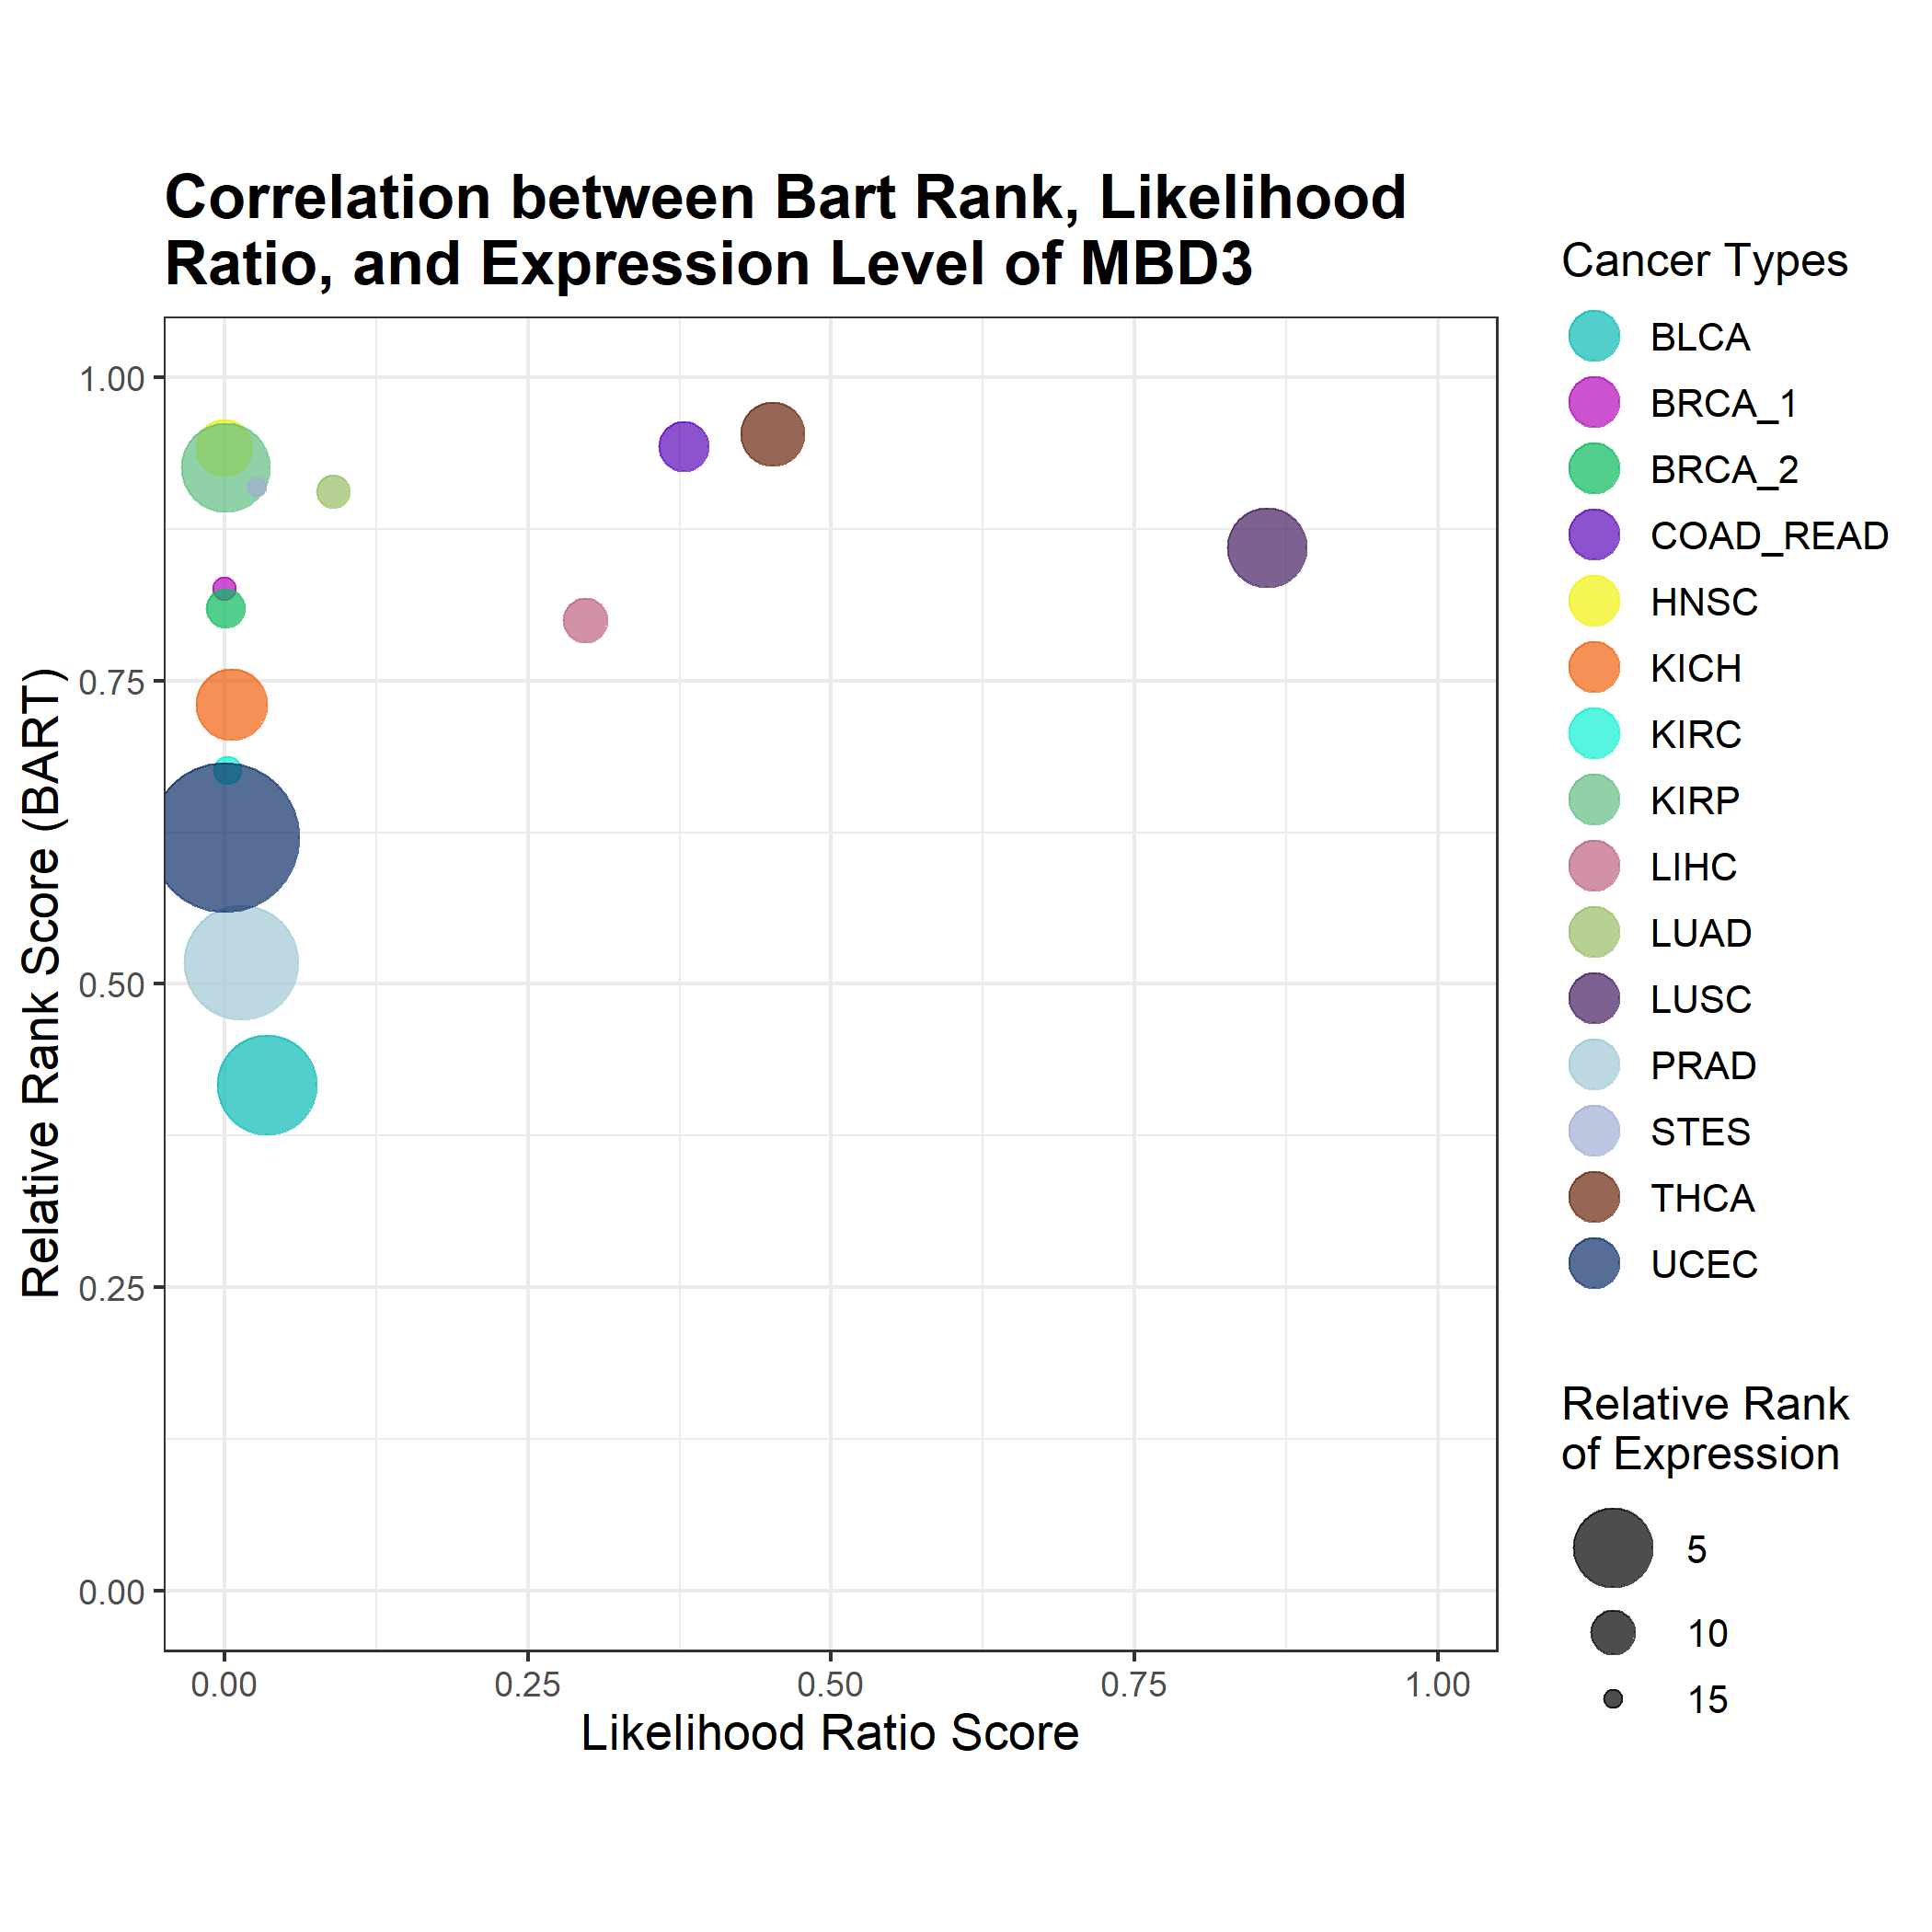 Correlation between Bart Rank, Likelihood
Ratio, and Expression Level of MBD3
Relative Rank Score (BART)
1.00
0.75
0.50
0.25
0.00
0.00
0.25
0.50
0.75
1.00
Likelihood Ratio Score
Cancer Types
BLCA
BRCA_1
BRCA_2
COAD_READ
HNSC
KICH
KIRC
KIRP
LIHC
LUAD
LUSC
PRAD
STES
THCA
UCEC
Relative Rank
of Expression
5
10
15